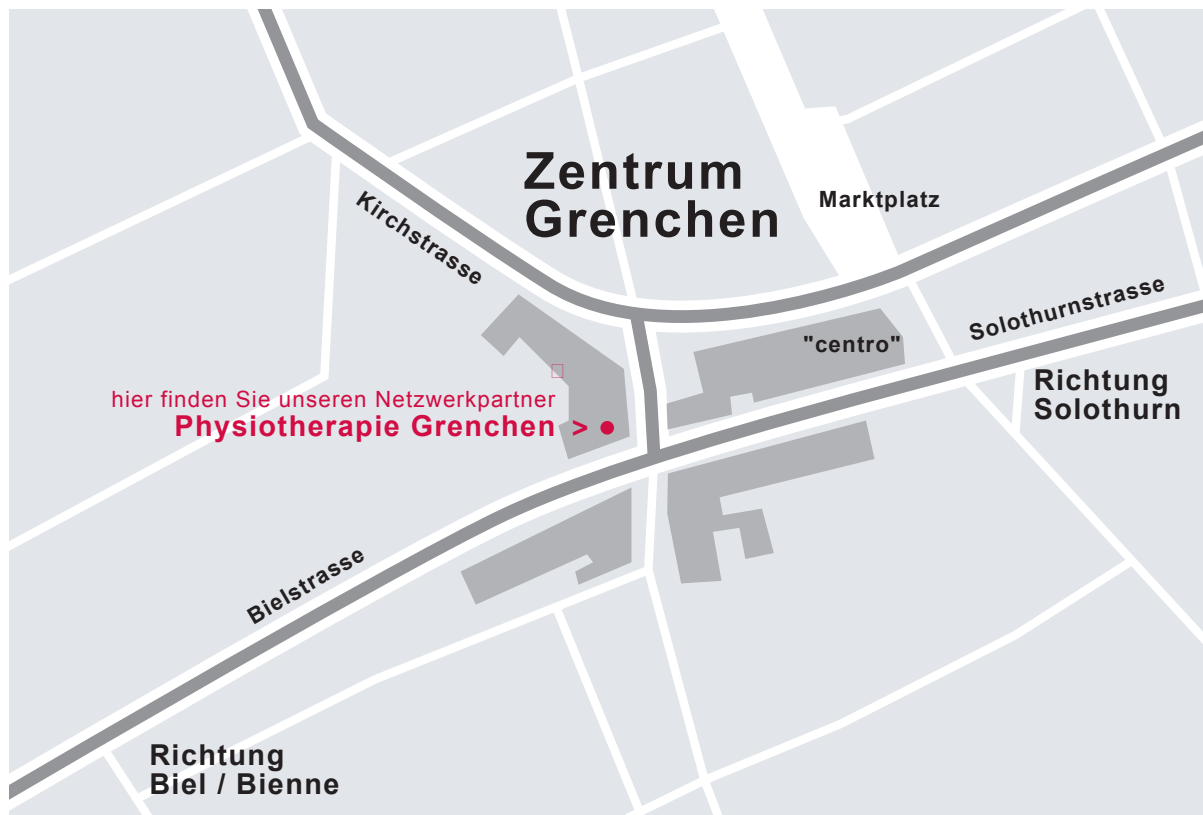 Zentrum
Grenchen
Marktplatz
Kirchstrasse
Solothurnstrasse
"centro"
Richtung
Solothurn
hier finden Sie unseren Netzwerkpartner
Physiotherapie Grenchen >
Bielstrasse
Richtung
Biel / Bienne